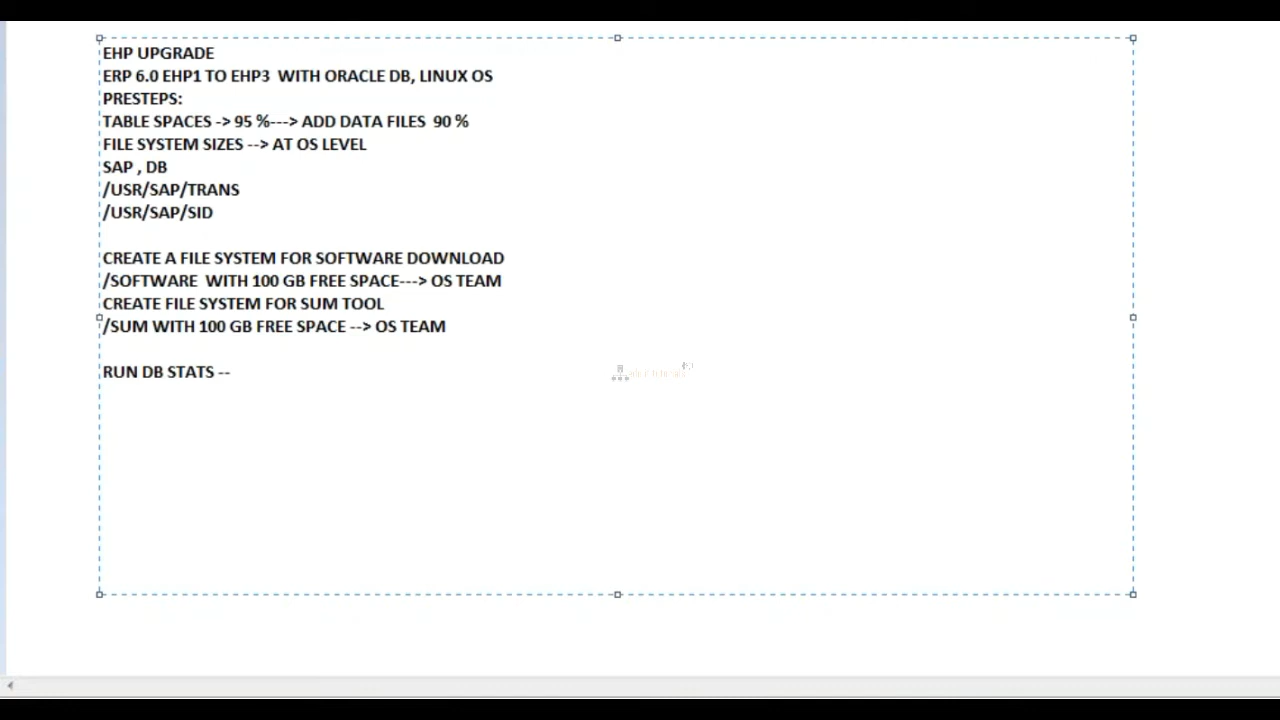 EHP UPGRADE
ERP 6.0 EHP1 TO EHP3  WITH ORACLE DB, LINUX OS
PRESTEPS:
TABLE SPACES -> 95 %---> ADD DATA FILES  90 %
FILE SYSTEM SIZES --> AT OS LEVEL
SAP , DB
/USR/SAP/TRANS
/USR/SAP/SID
CREATE A FILE SYSTEM FOR SOFTWARE DOWNLOAD
/SOFTWARE  WITH 100 GB FREE SPACE---> OS TEAM
CREATE FILE SYSTEM FOR SUM TOOL
/SUM WITH 100 GB FREE SPACE --> OS TEAM
RUN DB STATS --